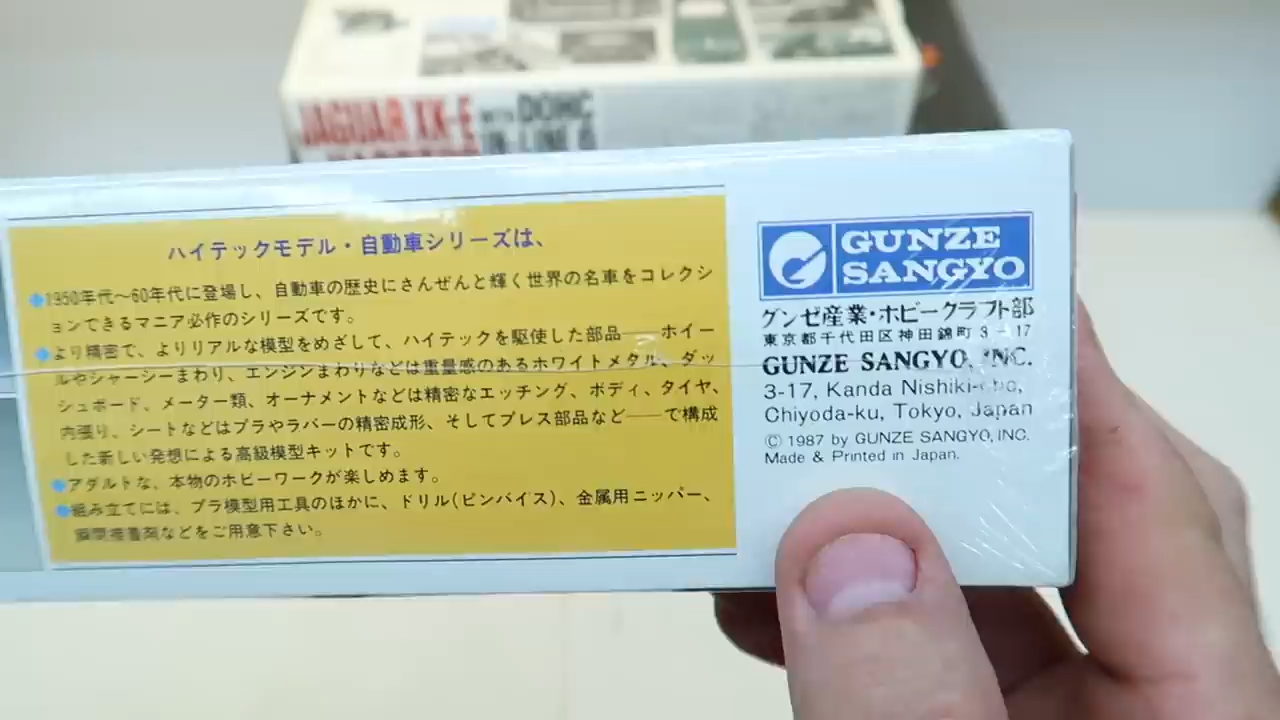 JAGUAR XK-E WITH DOHC
IN-LINE 6
ハイテックモデル・自動車シリーズは、
1950年代〜60年代に登場し、自動車の歴史にさんぜんと輝く世界の名車をコレクシ
ョンできるマニア必作のシリーズです。
より精密で、よりリアルな模型をめざして、ハイテックを駆使した部品──ホイー
ルやシャーシーまわり、エンジンまわりなどは重量感のあるホワイトメタル、ダッ
シュボード、メーター類、オーナメントなどは精密なエッチング、ボディ、タイヤ、
内張り、シートなどはプラやラバーの精密成形、そしてプレス部品など──で構成
した新しい発想による高級模型キットです。
アダルトな、本物のホビーワークが楽しめます。
組み立てには、プラ模型用工具のほかに、ドリル(ピンバイス)、金属用ニッパー、
瞬間接着剤などをご用意下さい。
GUNZE
SANGYO
グンゼ産業・ホビークラフト部
東京都千代田区神田錦町3-17
GUNZE SANGYO, INC.
3-17, Kanda Nishiki-cho,
Chiyoda-ku, Tokyo, Japan
© 1987 by GUNZE SANGYO, INC.
Made & Printed in Japan.